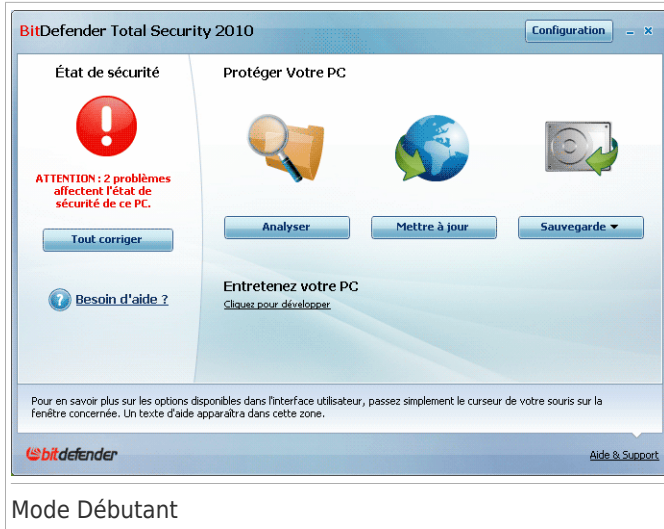 BitDefender Total Security 2010
Configuration
État de sécurité
ATTENTION : 2 problèmes
affectent l'état de
sécurité de ce PC.
Tout corriger
Besoin d'aide ?
Protéger Votre PC
Analyser
Mettre à jour
Sauvegarde
Entretenez votre PC
Cliquez pour développer
Pour en savoir plus sur les options disponibles dans l'interface utilisateur, passez simplement le curseur de votre souris sur la
fenêtre concernée. Un texte d'aide apparaîtra dans cette zone.
bitdefender
Aide & Support
Mode Débutant